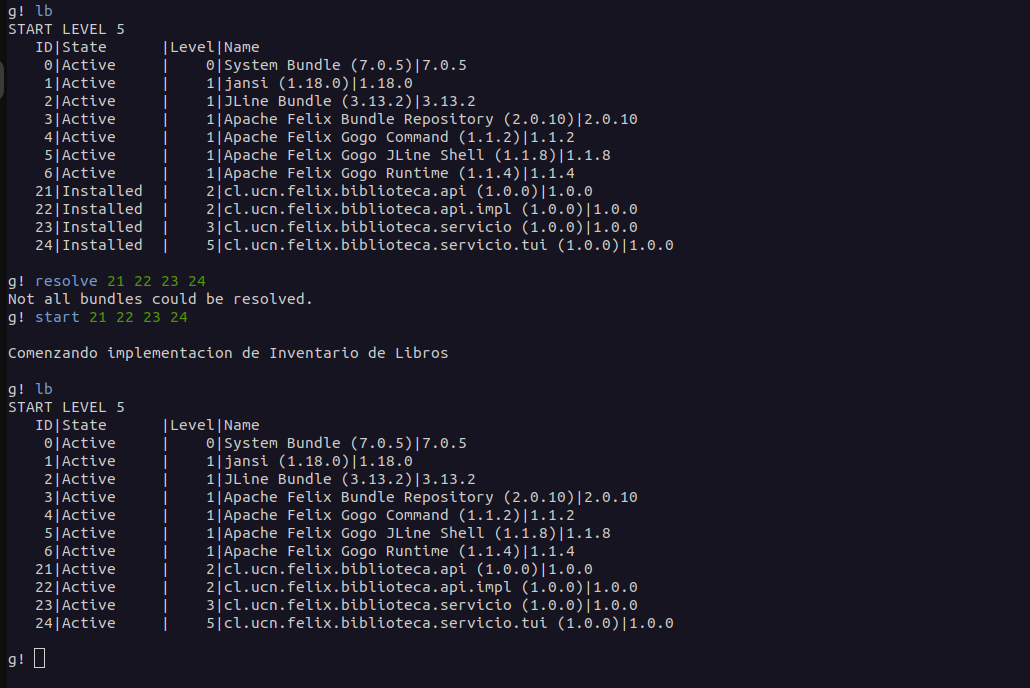 g! lb
START LEVEL 5
   ID|State      |Level|Name
    0|Active     |    0|System Bundle (7.0.5)|7.0.5
    1|Active     |    1|jansi (1.18.0)|1.18.0
    2|Active     |    1|JLine Bundle (3.13.2)|3.13.2
    3|Active     |    1|Apache Felix Bundle Repository (2.0.10)|2.0.10
    4|Active     |    1|Apache Felix Gogo Command (1.1.2)|1.1.2
    5|Active     |    1|Apache Felix Gogo JLine Shell (1.1.8)|1.1.8
    6|Active     |    1|Apache Felix Gogo Runtime (1.1.4)|1.1.4
   21|Installed  |    2|cl.ucn.felix.biblioteca.api (1.0.0)|1.0.0
   22|Installed  |    2|cl.ucn.felix.biblioteca.api.impl (1.0.0)|1.0.0
   23|Installed  |    3|cl.ucn.felix.biblioteca.servicio (1.0.0)|1.0.0
   24|Installed  |    5|cl.ucn.felix.biblioteca.servicio.tui (1.0.0)|1.0.0
g! resolve 21 22 23 24
Not all bundles could be resolved.
g! start 21 22 23 24
Comenzando implementacion de Inventario de Libros
g! lb
START LEVEL 5
   ID|State      |Level|Name
    0|Active     |    0|System Bundle (7.0.5)|7.0.5
    1|Active     |    1|jansi (1.18.0)|1.18.0
    2|Active     |    1|JLine Bundle (3.13.2)|3.13.2
    3|Active     |    1|Apache Felix Bundle Repository (2.0.10)|2.0.10
    4|Active     |    1|Apache Felix Gogo Command (1.1.2)|1.1.2
    5|Active     |    1|Apache Felix Gogo JLine Shell (1.1.8)|1.1.8
    6|Active     |    1|Apache Felix Gogo Runtime (1.1.4)|1.1.4
   21|Active     |    2|cl.ucn.felix.biblioteca.api (1.0.0)|1.0.0
   22|Active     |    2|cl.ucn.felix.biblioteca.api.impl (1.0.0)|1.0.0
   23|Active     |    3|cl.ucn.felix.biblioteca.servicio (1.0.0)|1.0.0
   24|Active     |    5|cl.ucn.felix.biblioteca.servicio.tui (1.0.0)|1.0.0
g!